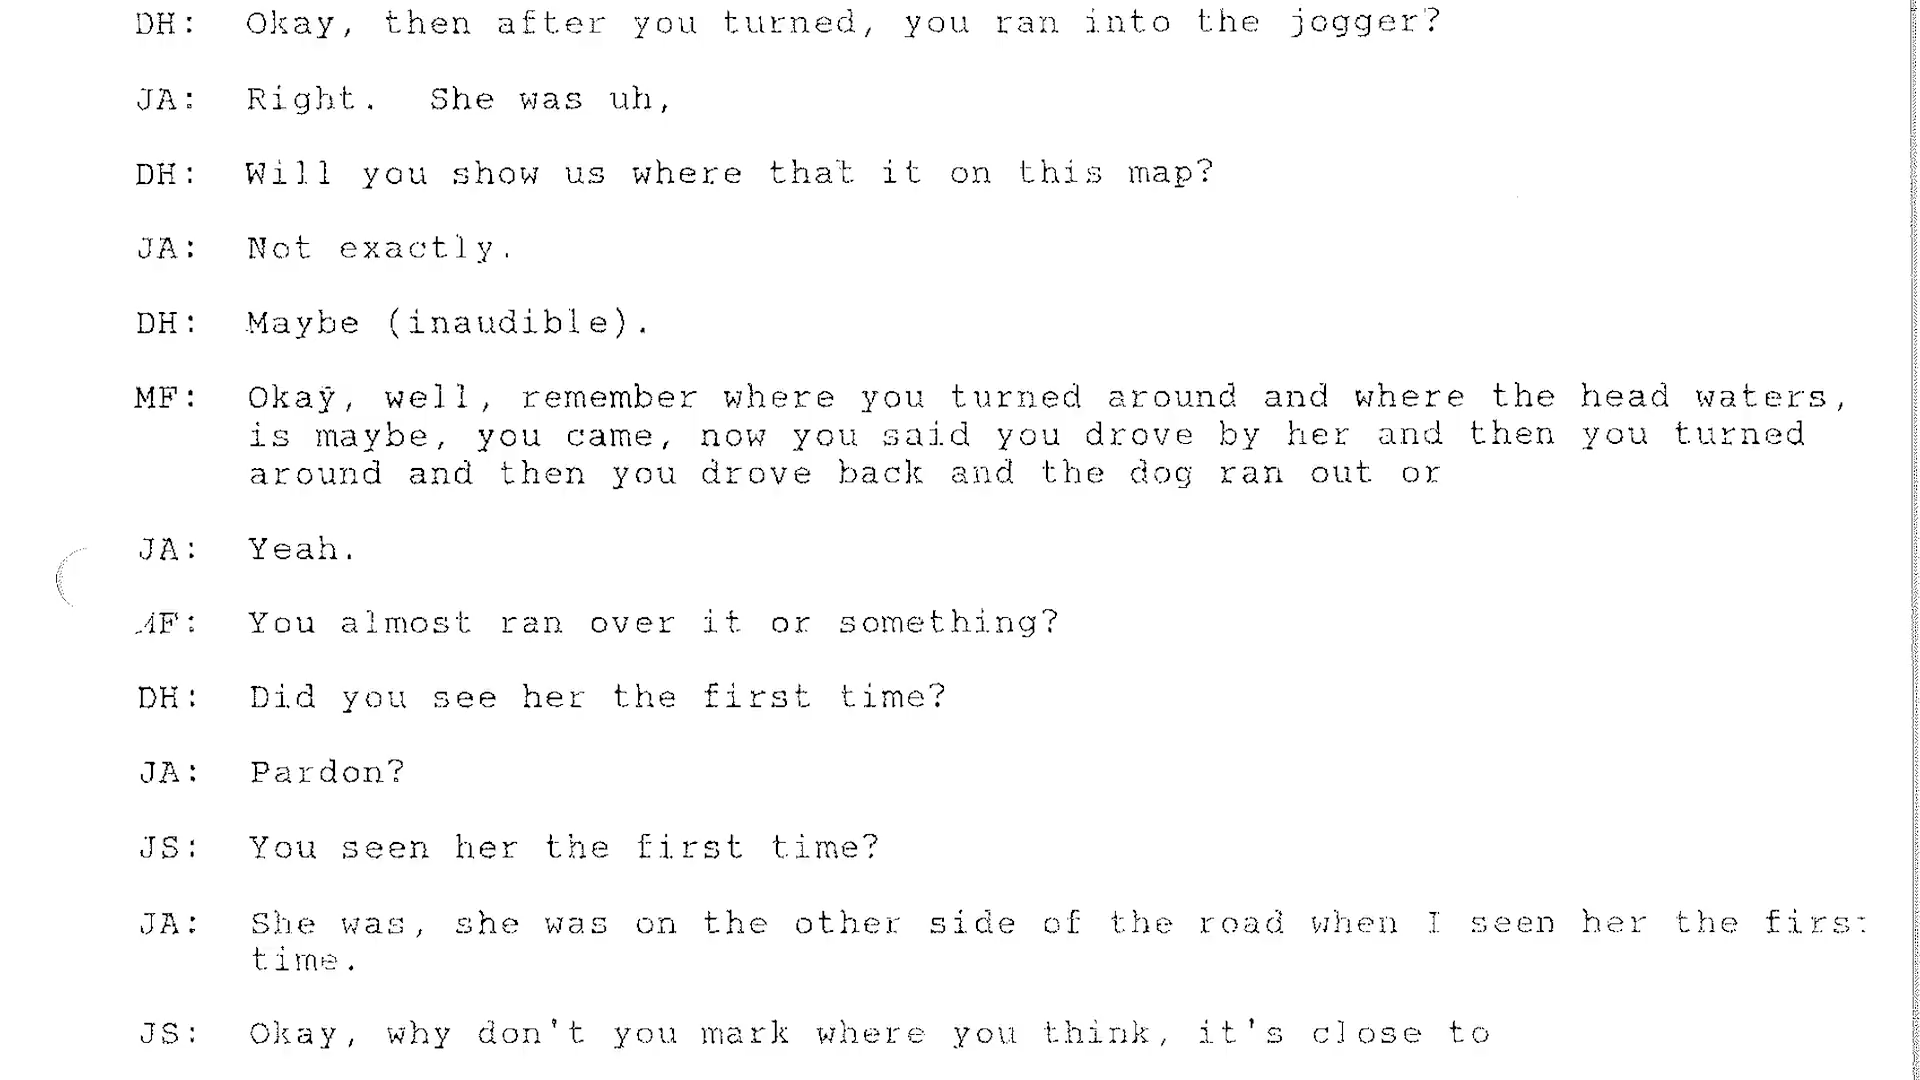 DH: Okay, then after you turned, you ran into the jogger?
JA: Right. She was uh,
DH: Will you show us where that it on this map?
JA: Not exactly.
DH: Maybe (inaudible).
MF: Okay, well, remember where you turned around and where the head waters,
is maybe, you came, now you said you drove by her and then you turned
around and then you drove back and the dog ran out or
JA: Yeah.
MF: You almost ran over it or something?
DH: Did you see her the first time?
JA: Pardon?
JS: You seen her the first time?
JA: She was, she was on the other side of the road when I seen her the first
time.
JS: Okay, why don't you mark where you think, it's close to